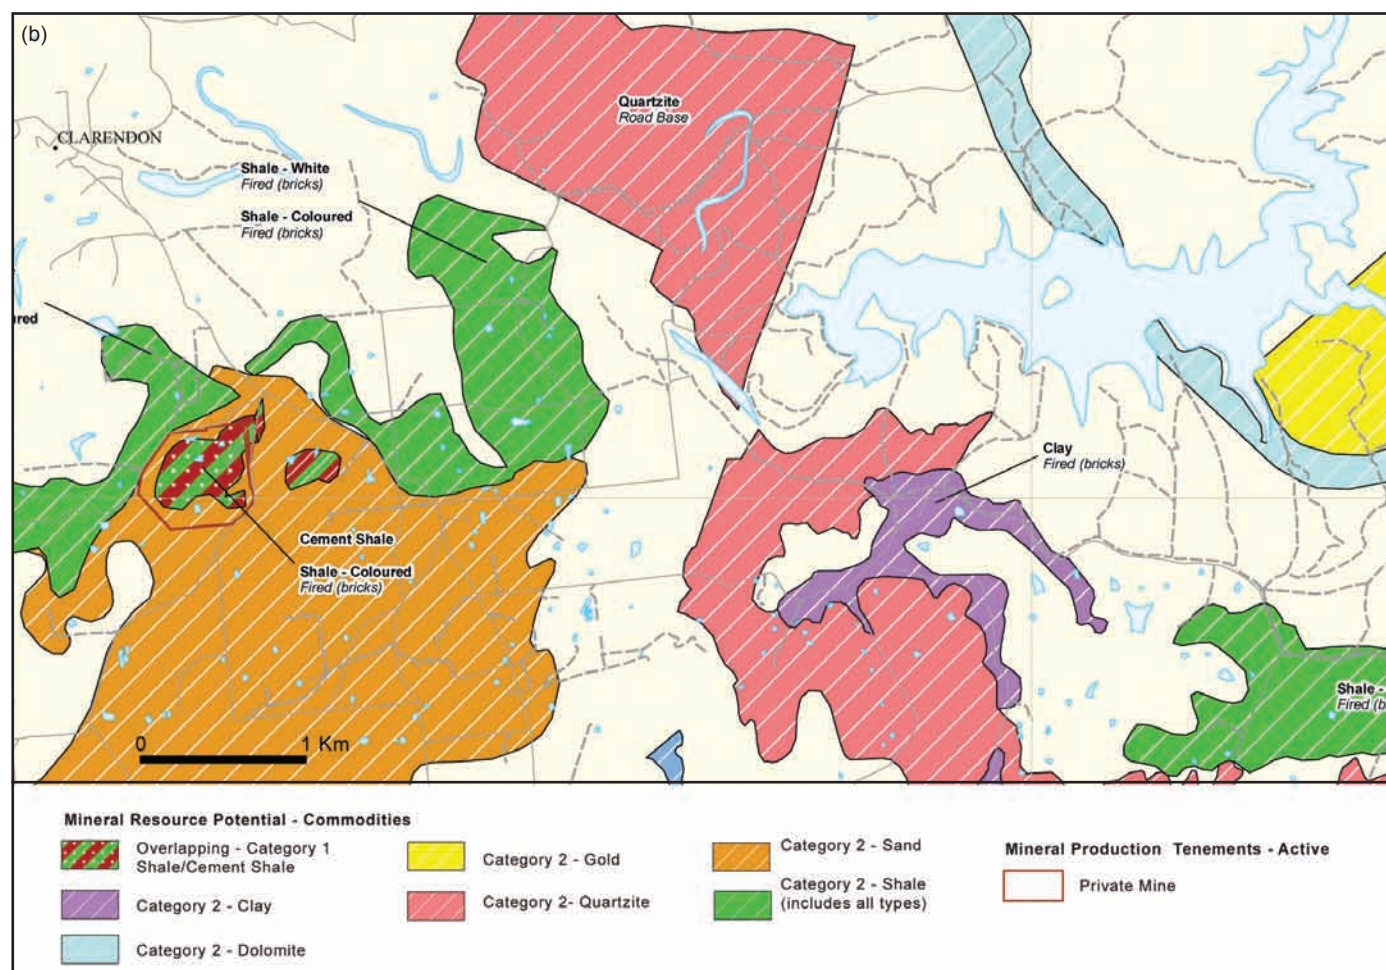 (b)
Quartzite
Road Base
CLARENDON
Shale - White
Fired (bricks)
Shale - Coloured
Fired (bricks)
ured
Clay
Fired (bricks)
Cement Shale
Shale - Coloured
Fired (bricks)
Shale -
Fired (b
0 1 Km
Mineral Resource Potential - Commodities
Overlapping - Category 1
Shale/Cement Shale
Category 2 - Clay
Category 2 - Dolomite
Category 2 - Gold
Category 2- Quartzite
Category 2 - Sand
Category 2 - Shale
(includes all types)
Mineral Production Tenements - Active
Private Mine